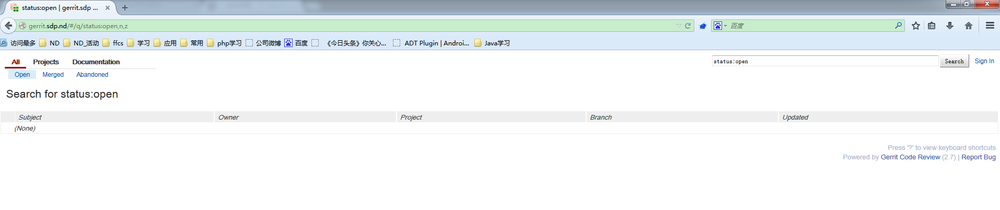 status:open | gerrit.sdp ...
gerrit.sdp.nd/#/q/status:open,n,z
百度
访问最多 ND ND_活动 ffcs 学习 应用 常用 php学习 公司微博 百度 《今日头条》你关心... ADT Plugin | Androi... Java学习
All Projects Documentation
status:open Search Sign In
Open Merged Abandoned
Search for status:open
Subject Owner Project Branch Updated
(None)
Press '?' to view keyboard shortcuts
Powered by Gerrit Code Review (2.7) | Report Bug